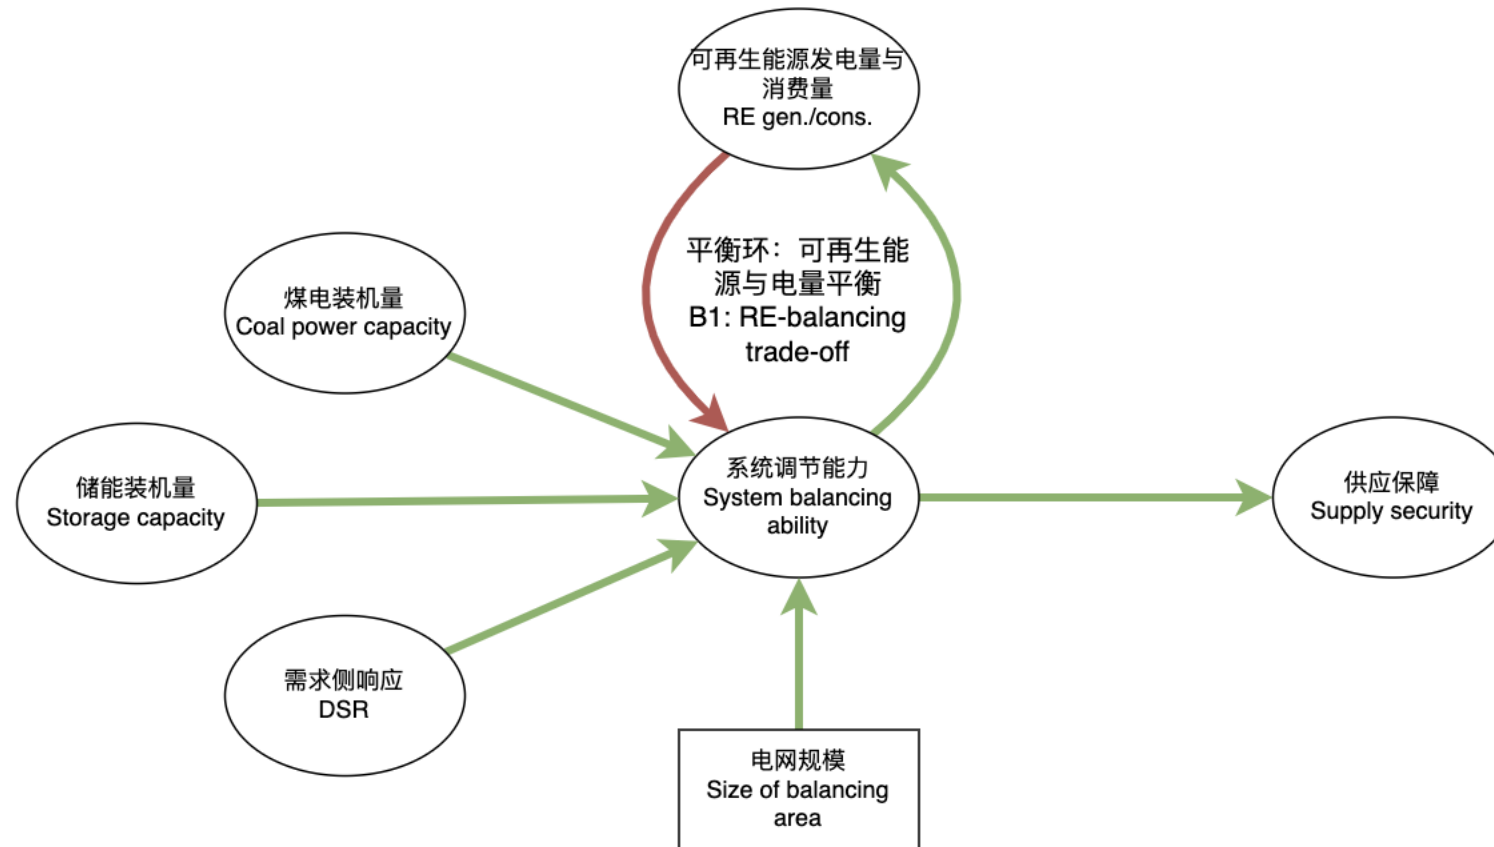 可再生能源发电量与
消费量
RE gen./cons.
平衡环：可再生能
源与电量平衡
B1: RE-balancing
trade-off
煤电装机量
Coal power capacity
储能装机量
Storage capacity
系统调节能力
System balancing
ability
供应保障
Supply security
需求侧响应
DSR
电网规模
Size of balancing
area